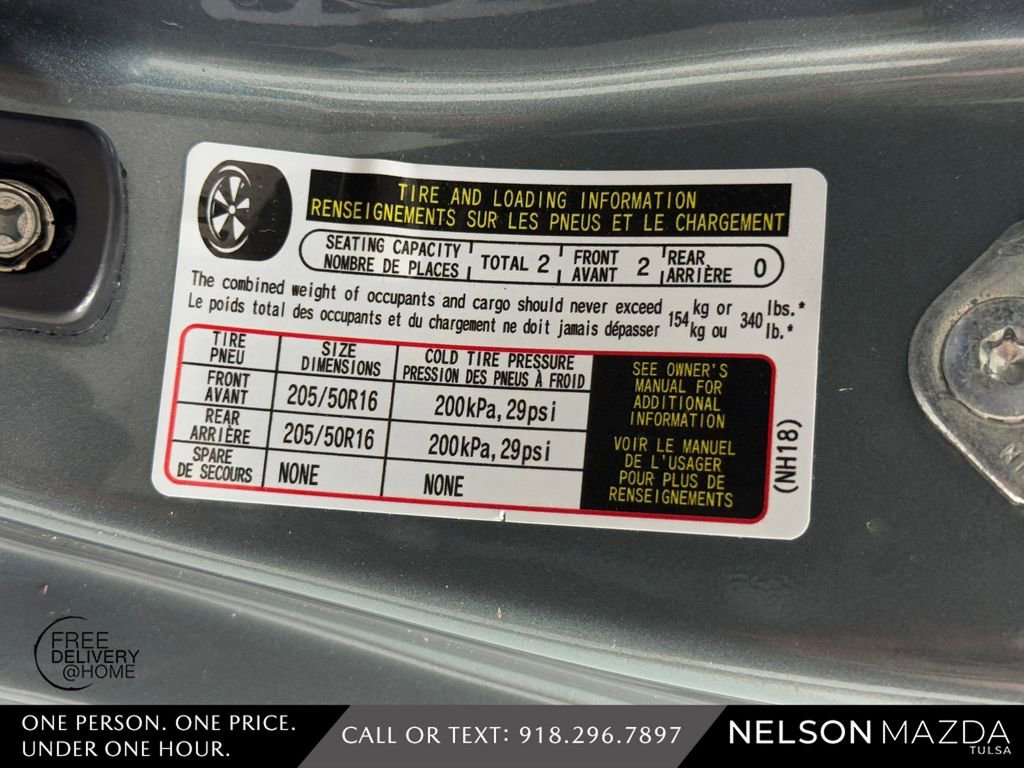 TIRE AND LOADING INFORMATION
RENSEIGNEMENTS SUR LES PNEUS ET LE CHARGEMENT
SEATING CAPACITY
NOMBRE DE PLACES
TOTAL 2
FRONT
AVANT
2
REAR
ARRIÈRE
0
The combined weight of occupants and cargo should never exceed 154 kg or 340 lbs.*
Le poids total des occupants et du chargement ne doit jamais dépasser kg ou lb.*
TIRE
PNEU
SIZE
DIMENSIONS
COLD TIRE PRESSURE
PRESSION DES PNEUS À FROID
FRONT
AVANT
205/50R16
200kPa, 29psi
REAR
ARRIÈRE
205/50R16
200kPa, 29psi
SPARE
DE SECOURS
NONE
NONE
SEE OWNER'S
MANUAL FOR
ADDITIONAL
INFORMATION
VOIR LE MANUEL
DE L'USAGER
POUR PLUS DE
RENSEIGNEMENTS
(NH18)
FREE
DELIVERY
@HOME
ONE PERSON. ONE PRICE.
UNDER ONE HOUR.
CALL OR TEXT: 918.296.7897
NELSON MAZDA
TULSA